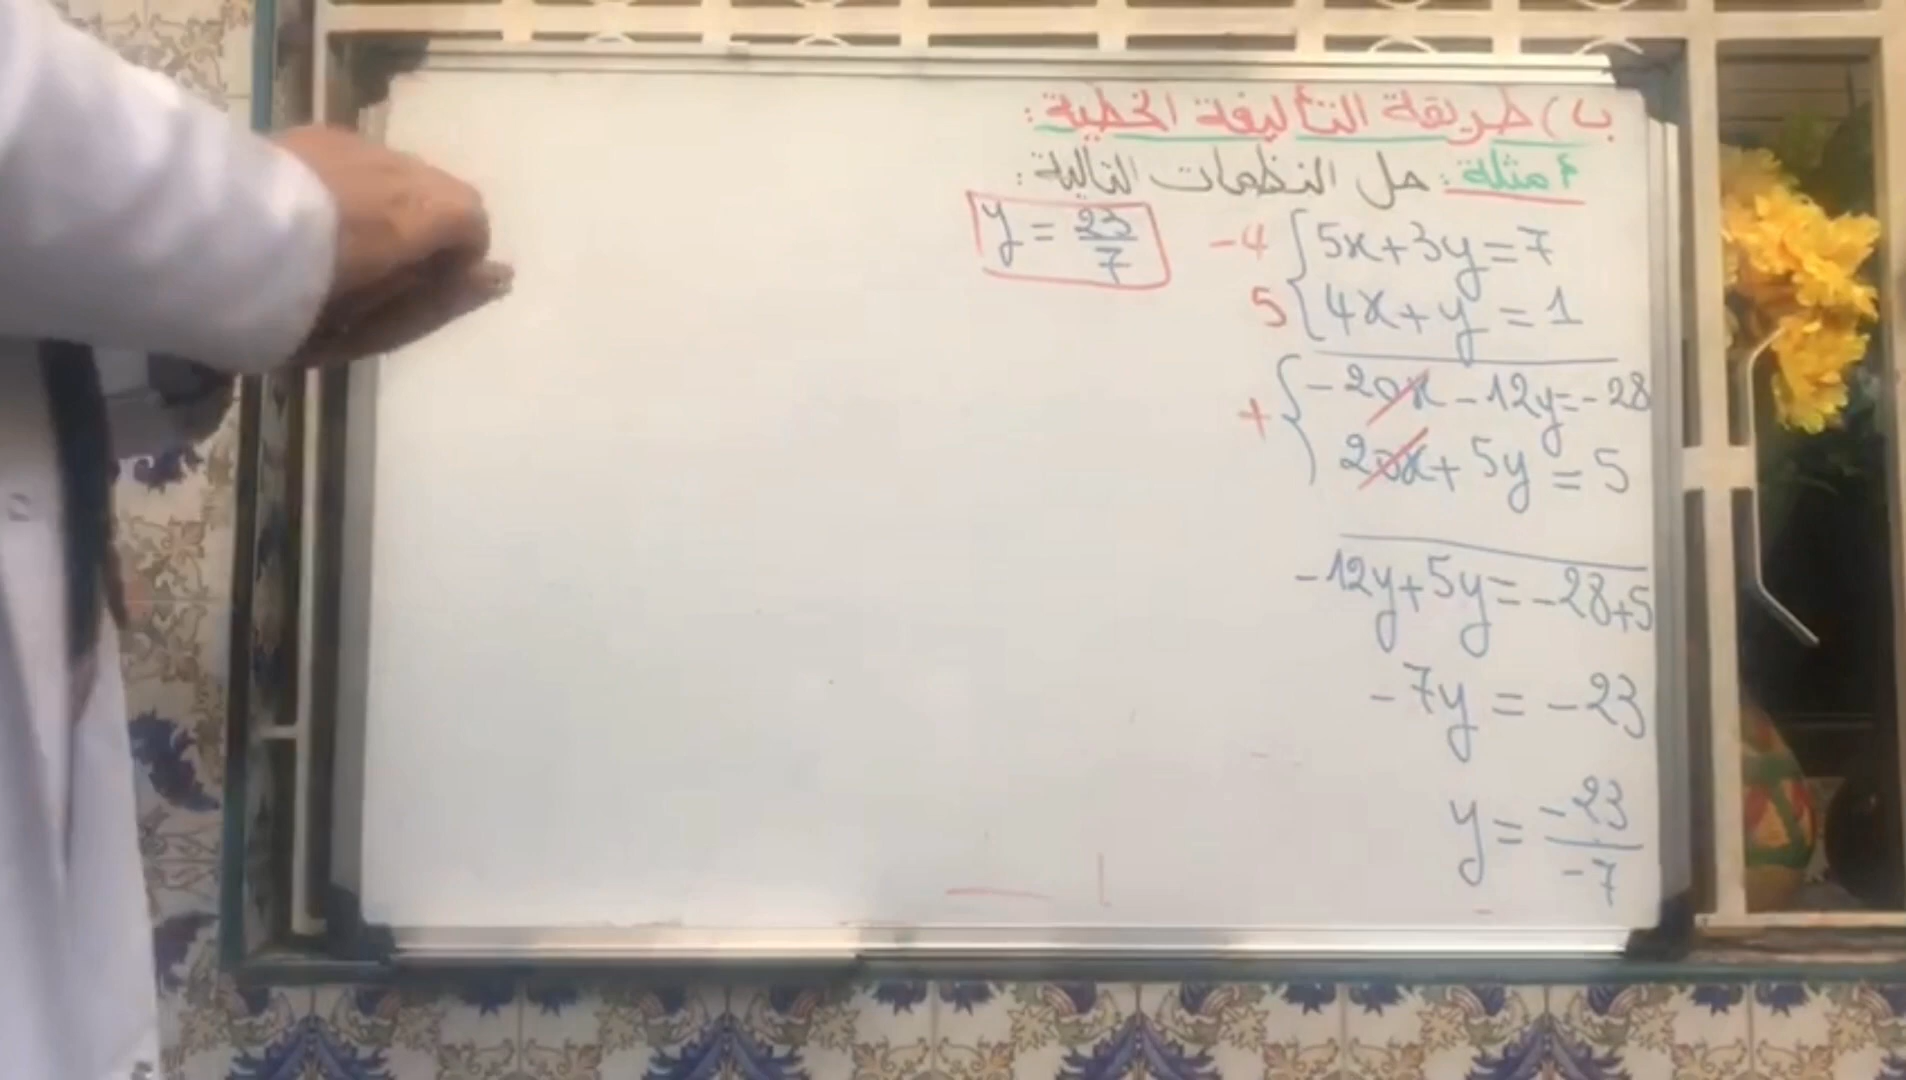 ب) طريقة التأليفة الخطية:
أمثلة: حل النظمات التالية:
-4 { 5x+3y=7
5 { 4x+y=1
+ { -20x-12y=-28
20x+5y=5
-12y+5y=-28+5
-7y=-23
y=-23/-7
y=23/7